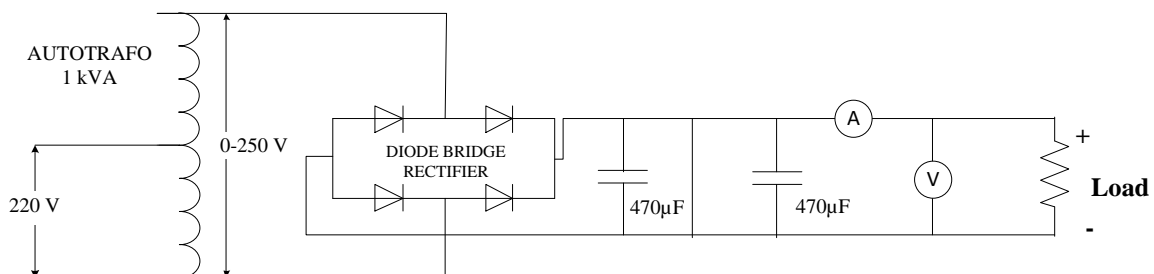 AUTOTRAFO
1 kVA
0-250 V
220 V
DIODE BRIDGE
RECTIFIER
470µF
470µF
A
V
+
Load
-